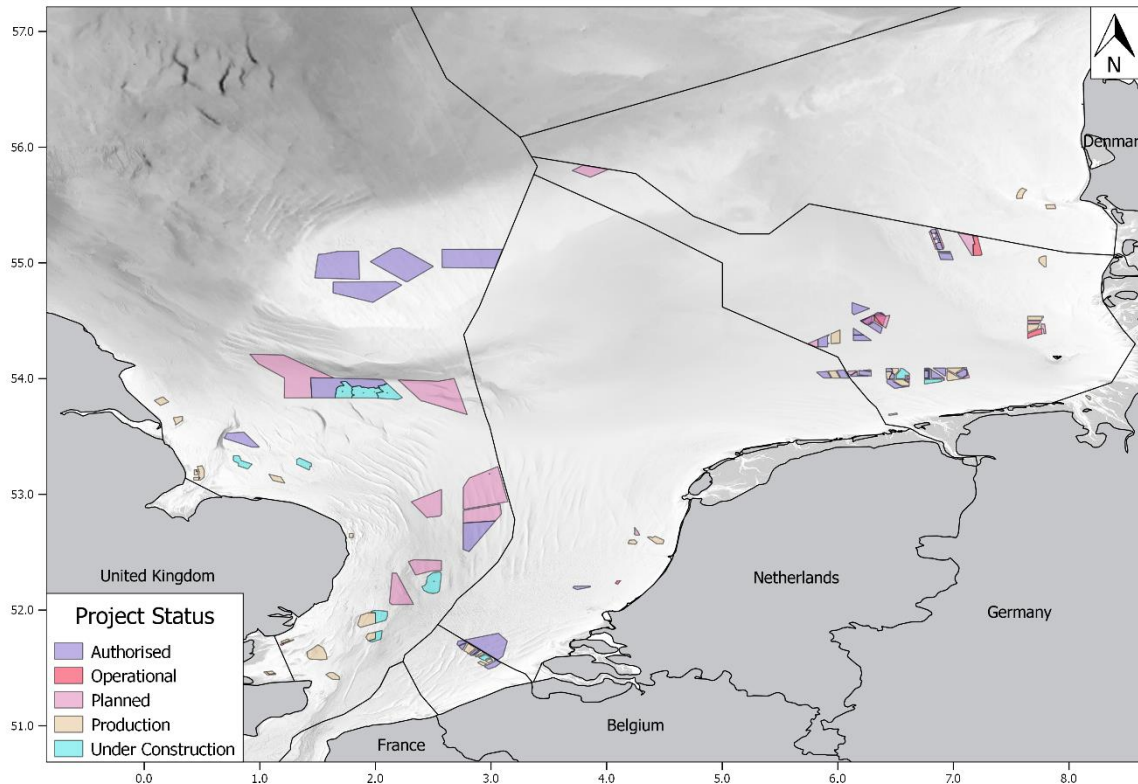 57.0
N
Denmar
56.0
55.0
54.0
53.0
United Kingdom
Netherlands
Germany
52.0
Project Status
Authorised
Operational
Planned
Production
Under Construction
51.0
Belgium
France
0.0 1.0 2.0 3.0 4.0 5.0 6.0 7.0 8.0